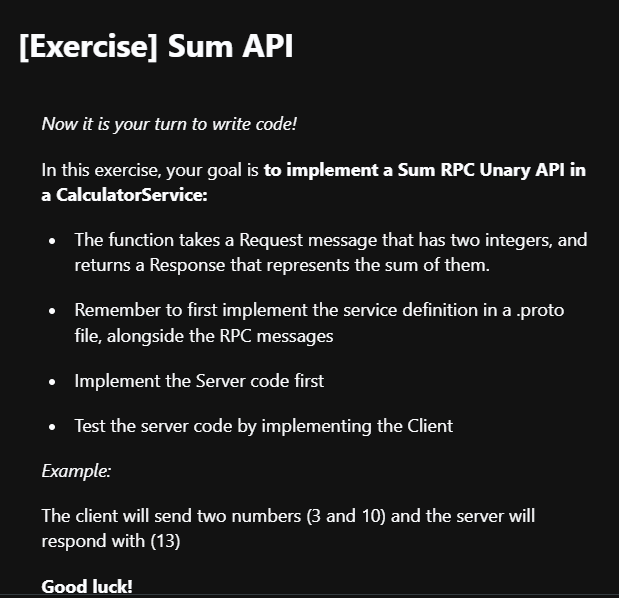 [Exercise] Sum API
Now it is your turn to write code!
In this exercise, your goal is to implement a Sum RPC Unary API in
a CalculatorService:
• The function takes a Request message that has two integers, and
returns a Response that represents the sum of them.
• Remember to first implement the service definition in a .proto
file, alongside the RPC messages
• Implement the Server code first
• Test the server code by implementing the Client
Example:
The client will send two numbers (3 and 10) and the server will
respond with (13)
Good luck!